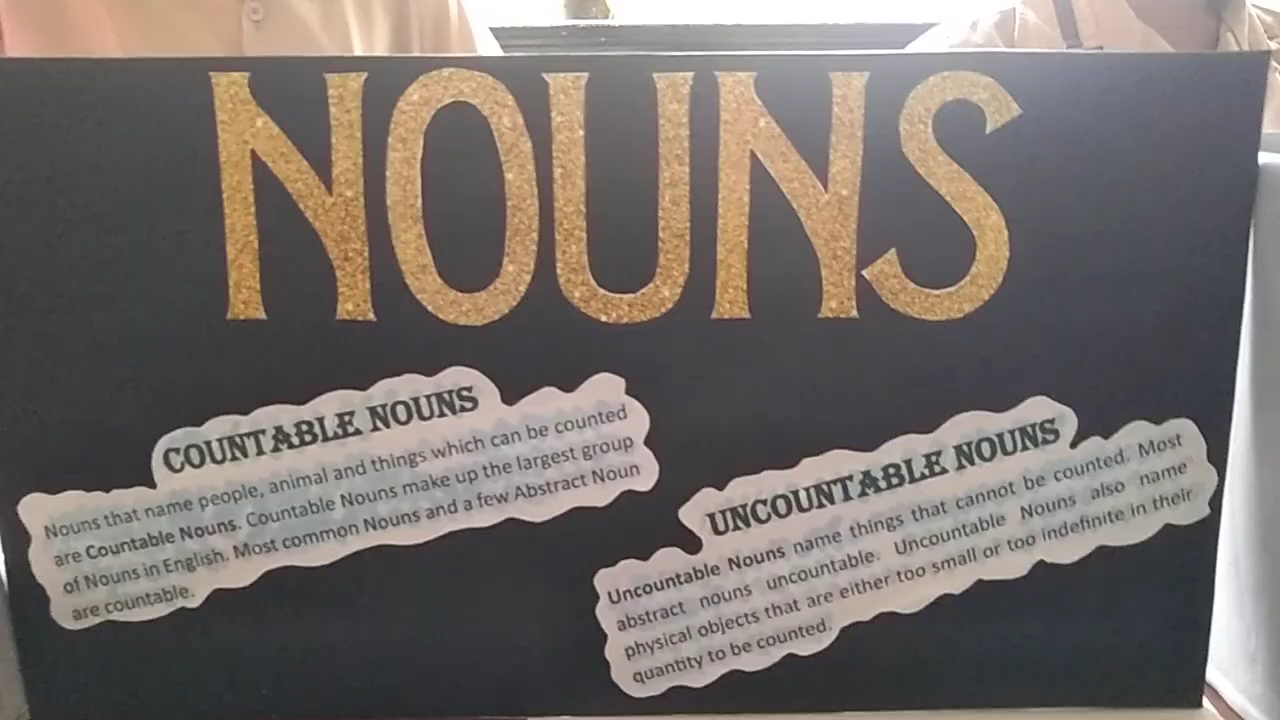 NOUNS
COUNTABLE NOUNS
Nouns that name people, animal and things which can be counted
are Countable Nouns. Countable Nouns make up the largest group
of Nouns in English. Most common Nouns and a few Abstract Noun
are countable.
UNCOUNTABLE NOUNS
Uncountable Nouns name things that cannot be counted. Most
abstract nouns uncountable. Uncountable Nouns also name
physical objects that are either too small or too indefinite in their
quantity to be counted.